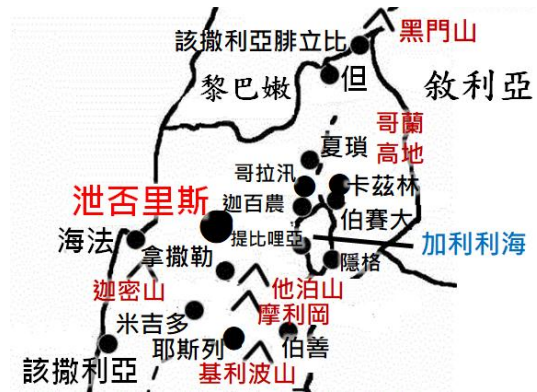 黑門山
該撒利亞腓立比
但
黎巴嫩
敘利亞
哥蘭
高地
夏瑣
哥拉汛
卡茲林
泄否里斯
迦百農
伯賽大
海法
提比哩亞
加利利海
拿撒勒
隱格
迦密山
他泊山
摩利岡
米吉多
耶斯列
伯善
該撒利亞
基利波山